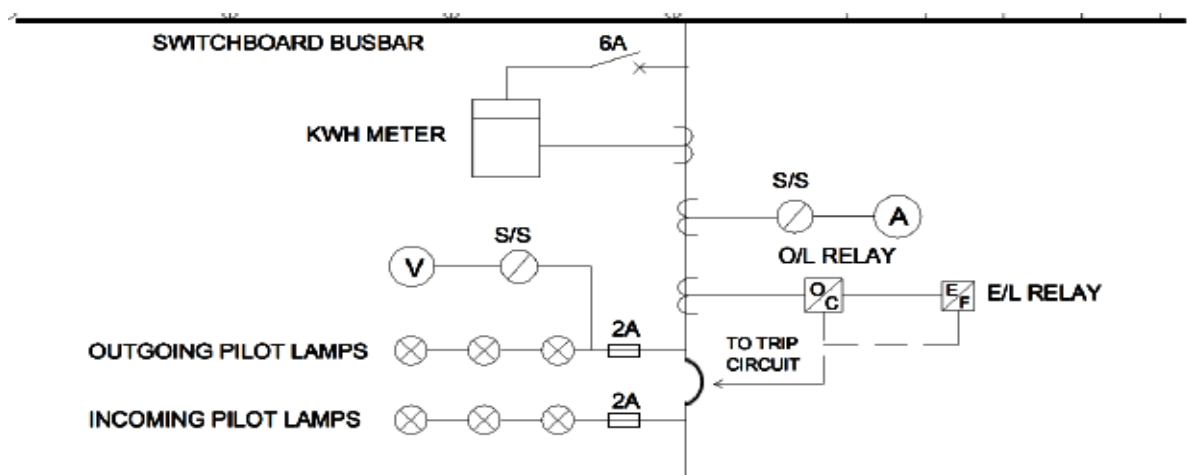 SWITCHBOARD BUSBAR
6A
KWH METER
S/S
A
S/S
V
O/L RELAY
O
C
E
F
E/L RELAY
2A
OUTGOING PILOT LAMPS
TO TRIP
CIRCUIT
2A
INCOMING PILOT LAMPS